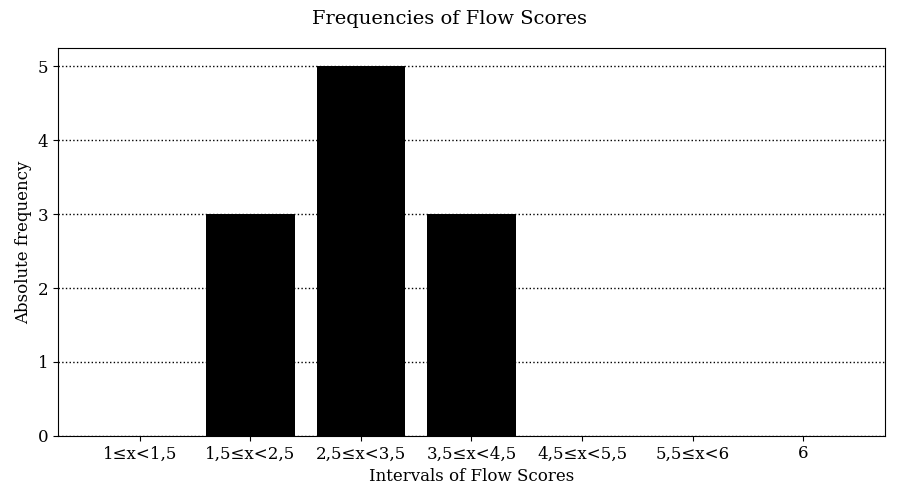 Frequencies of Flow Scores
Absolute frequency
5
4
3
2
1
0
1≤x<1,5 1,5≤x<2,5 2,5≤x<3,5 3,5≤x<4,5 4,5≤x<5,5 5,5≤x<6 6
Intervals of Flow Scores